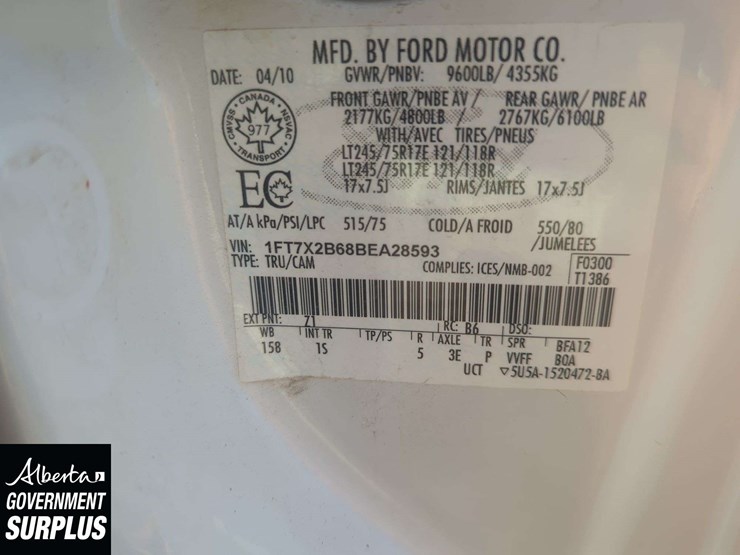 MFD. BY FORD MOTOR CO.
DATE: 04/10 GVWR/PNBV: 9600LB/ 4355KG
FRONT GAWR/PNBE AV / REAR GAWR/ PNBE AR
2177KG/4800LB 2767KG/6100LB
WITH/AVEC TIRES/PNEUS
LT245/75R17E 121/118R
LT245/75R17E 121/118R
17x7.5J RIMS/JANTES 17x7.5J
CANADA
CMVSS NSVAC
977
TRANSPORT
EC
AT/A kPa/PSI/LPC 515/75 COLD/A FROID 550/80
/JUMELEES
VIN: 1FT7X2B68BEA28593
TYPE: TRU/CAM COMPLIES: ICES/NMB-002 F0300
T1386
EXT PNT: Z1 RC: B6 DSO:
WB INT TR TP/PS R AXLE TR SPR BFA12
158 1S 5 3E P VVFF BOA
UCT ▽5U5A-1520472-BA
Alberta
GOVERNMENT
SURPLUS